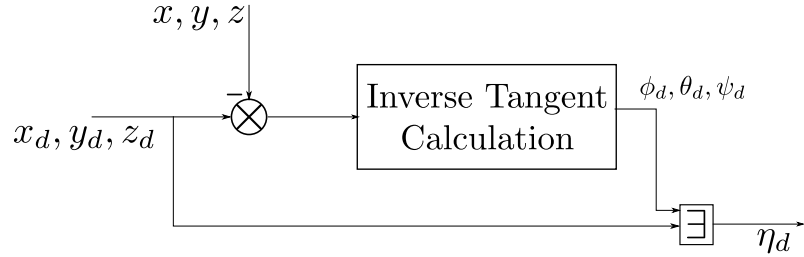 x, y, z
−
Inverse Tangent
Calculation
ϕ_d, θ_d, ψ_d
x_d, y_d, z_d
η_d